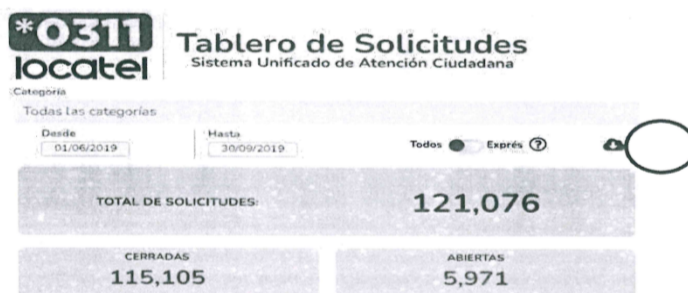 *0311
locatel
Tablero de Solicitudes
Sistema Unificado de Atención Ciudadana
Categoría
Todas las categorías
Desde
Hasta
01/06/2019
30/09/2019
Todos
Exprés ?
TOTAL DE SOLICITUDES:
121,076
CERRADAS
ABIERTAS
115,105
5,971